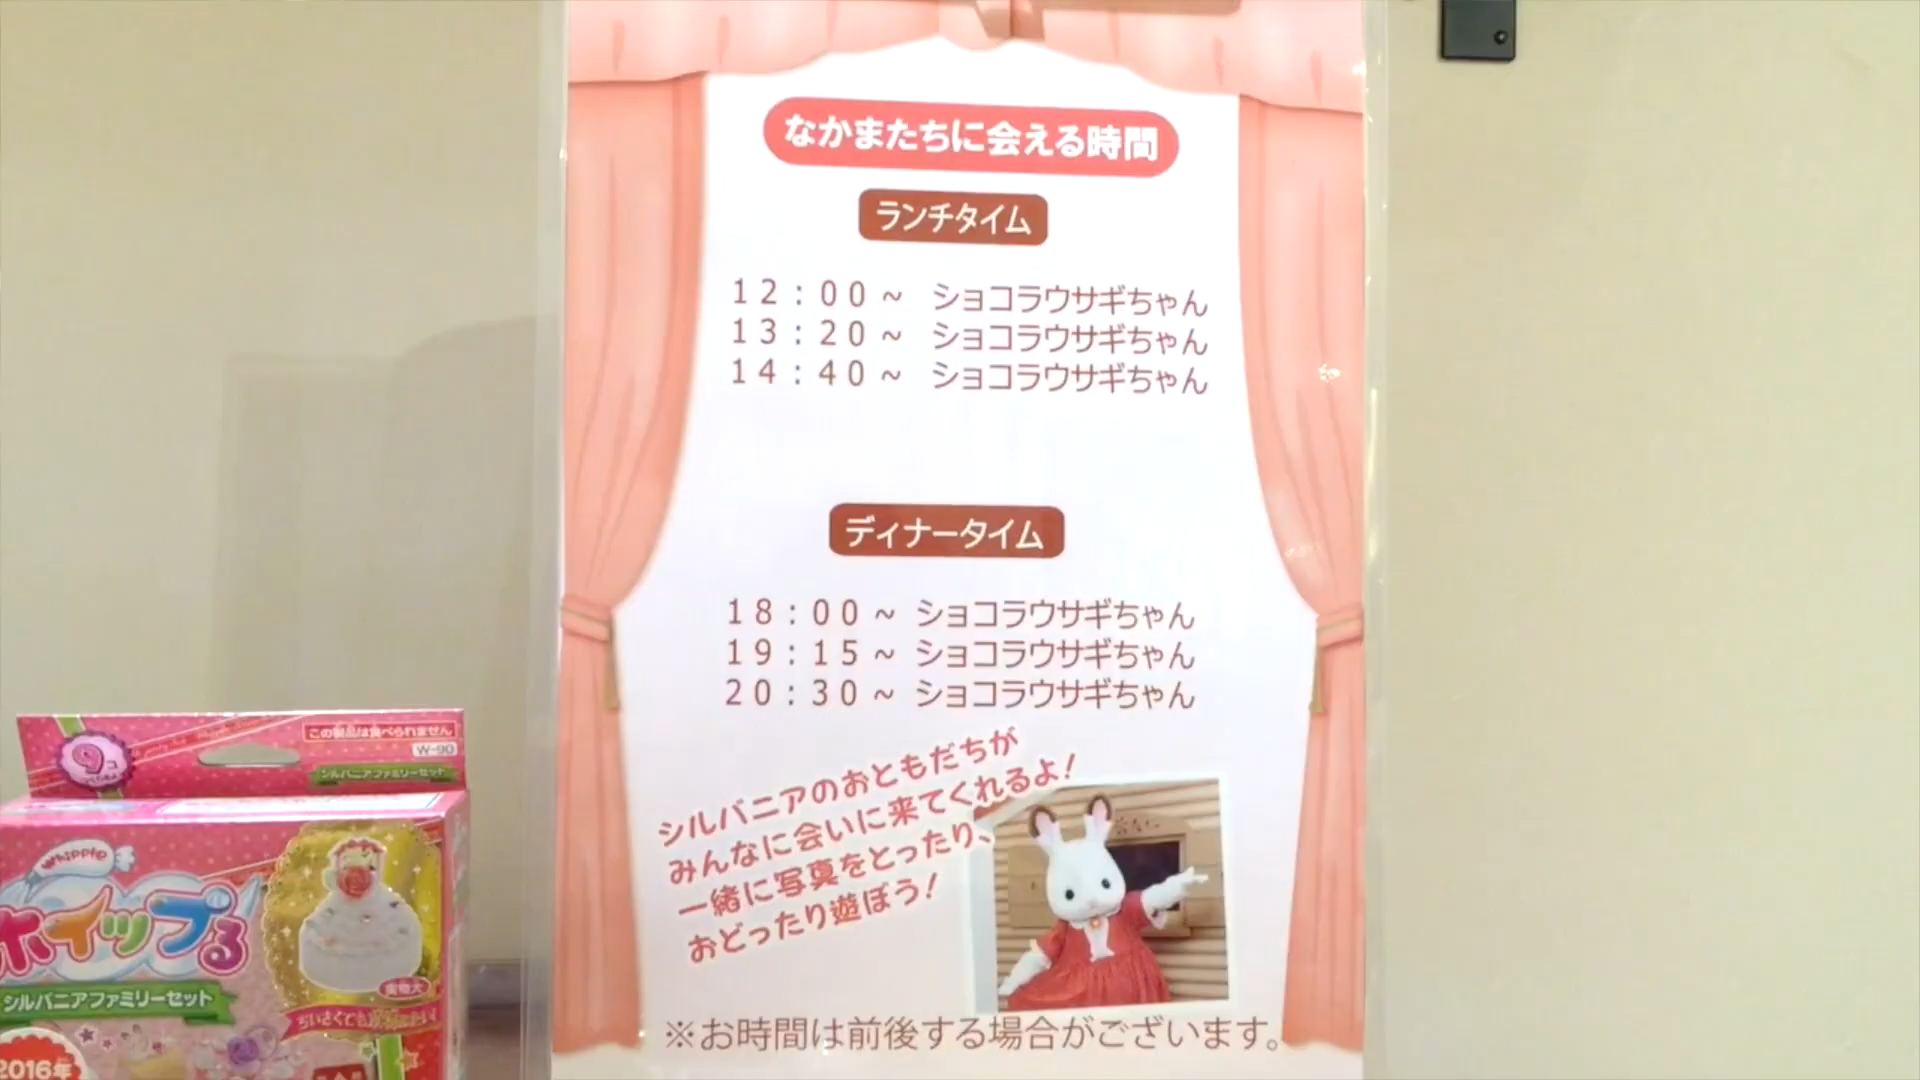 なかまたちに会える時間
ランチタイム
12:00~ ショコラウサギちゃん
13:20~ ショコラウサギちゃん
14:40~ ショコラウサギちゃん
ディナータイム
18:00~ ショコラウサギちゃん
19:15~ ショコラウサギちゃん
20:30~ ショコラウサギちゃん
シルバニアのおともだちが
みんなに会いに来てくれるよ!
一緒に写真をとったり、
おどったり遊ぼう!
※お時間は前後する場合がございます。
この製品は食べられません
W-90
シルバニアファミリーセット
9コ
Whipple
ホイップる
シルバニアファミリーセット
実物大
2016年